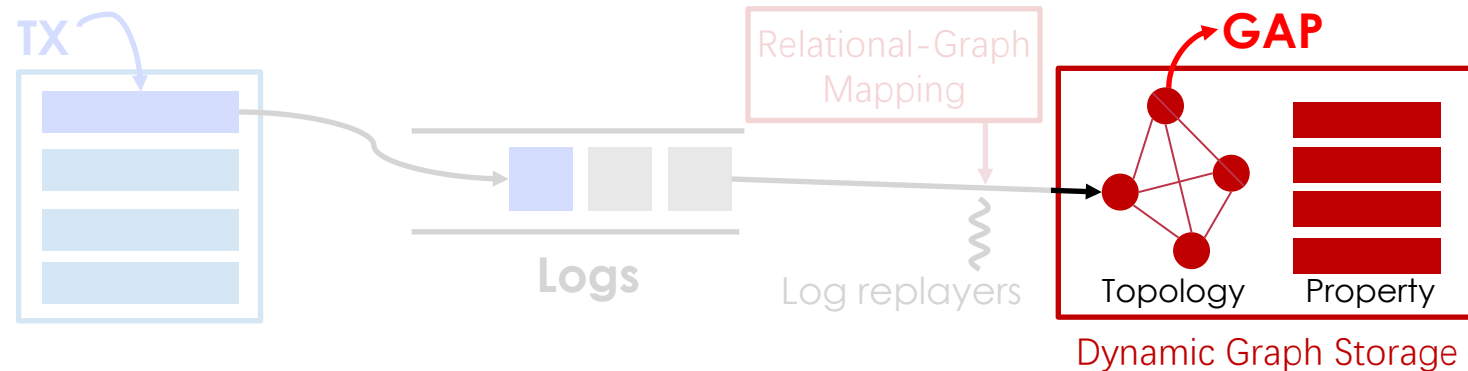 TX
Relational-Graph
Mapping
GAP
Logs
Log replayers
Topology
Property
Dynamic Graph Storage